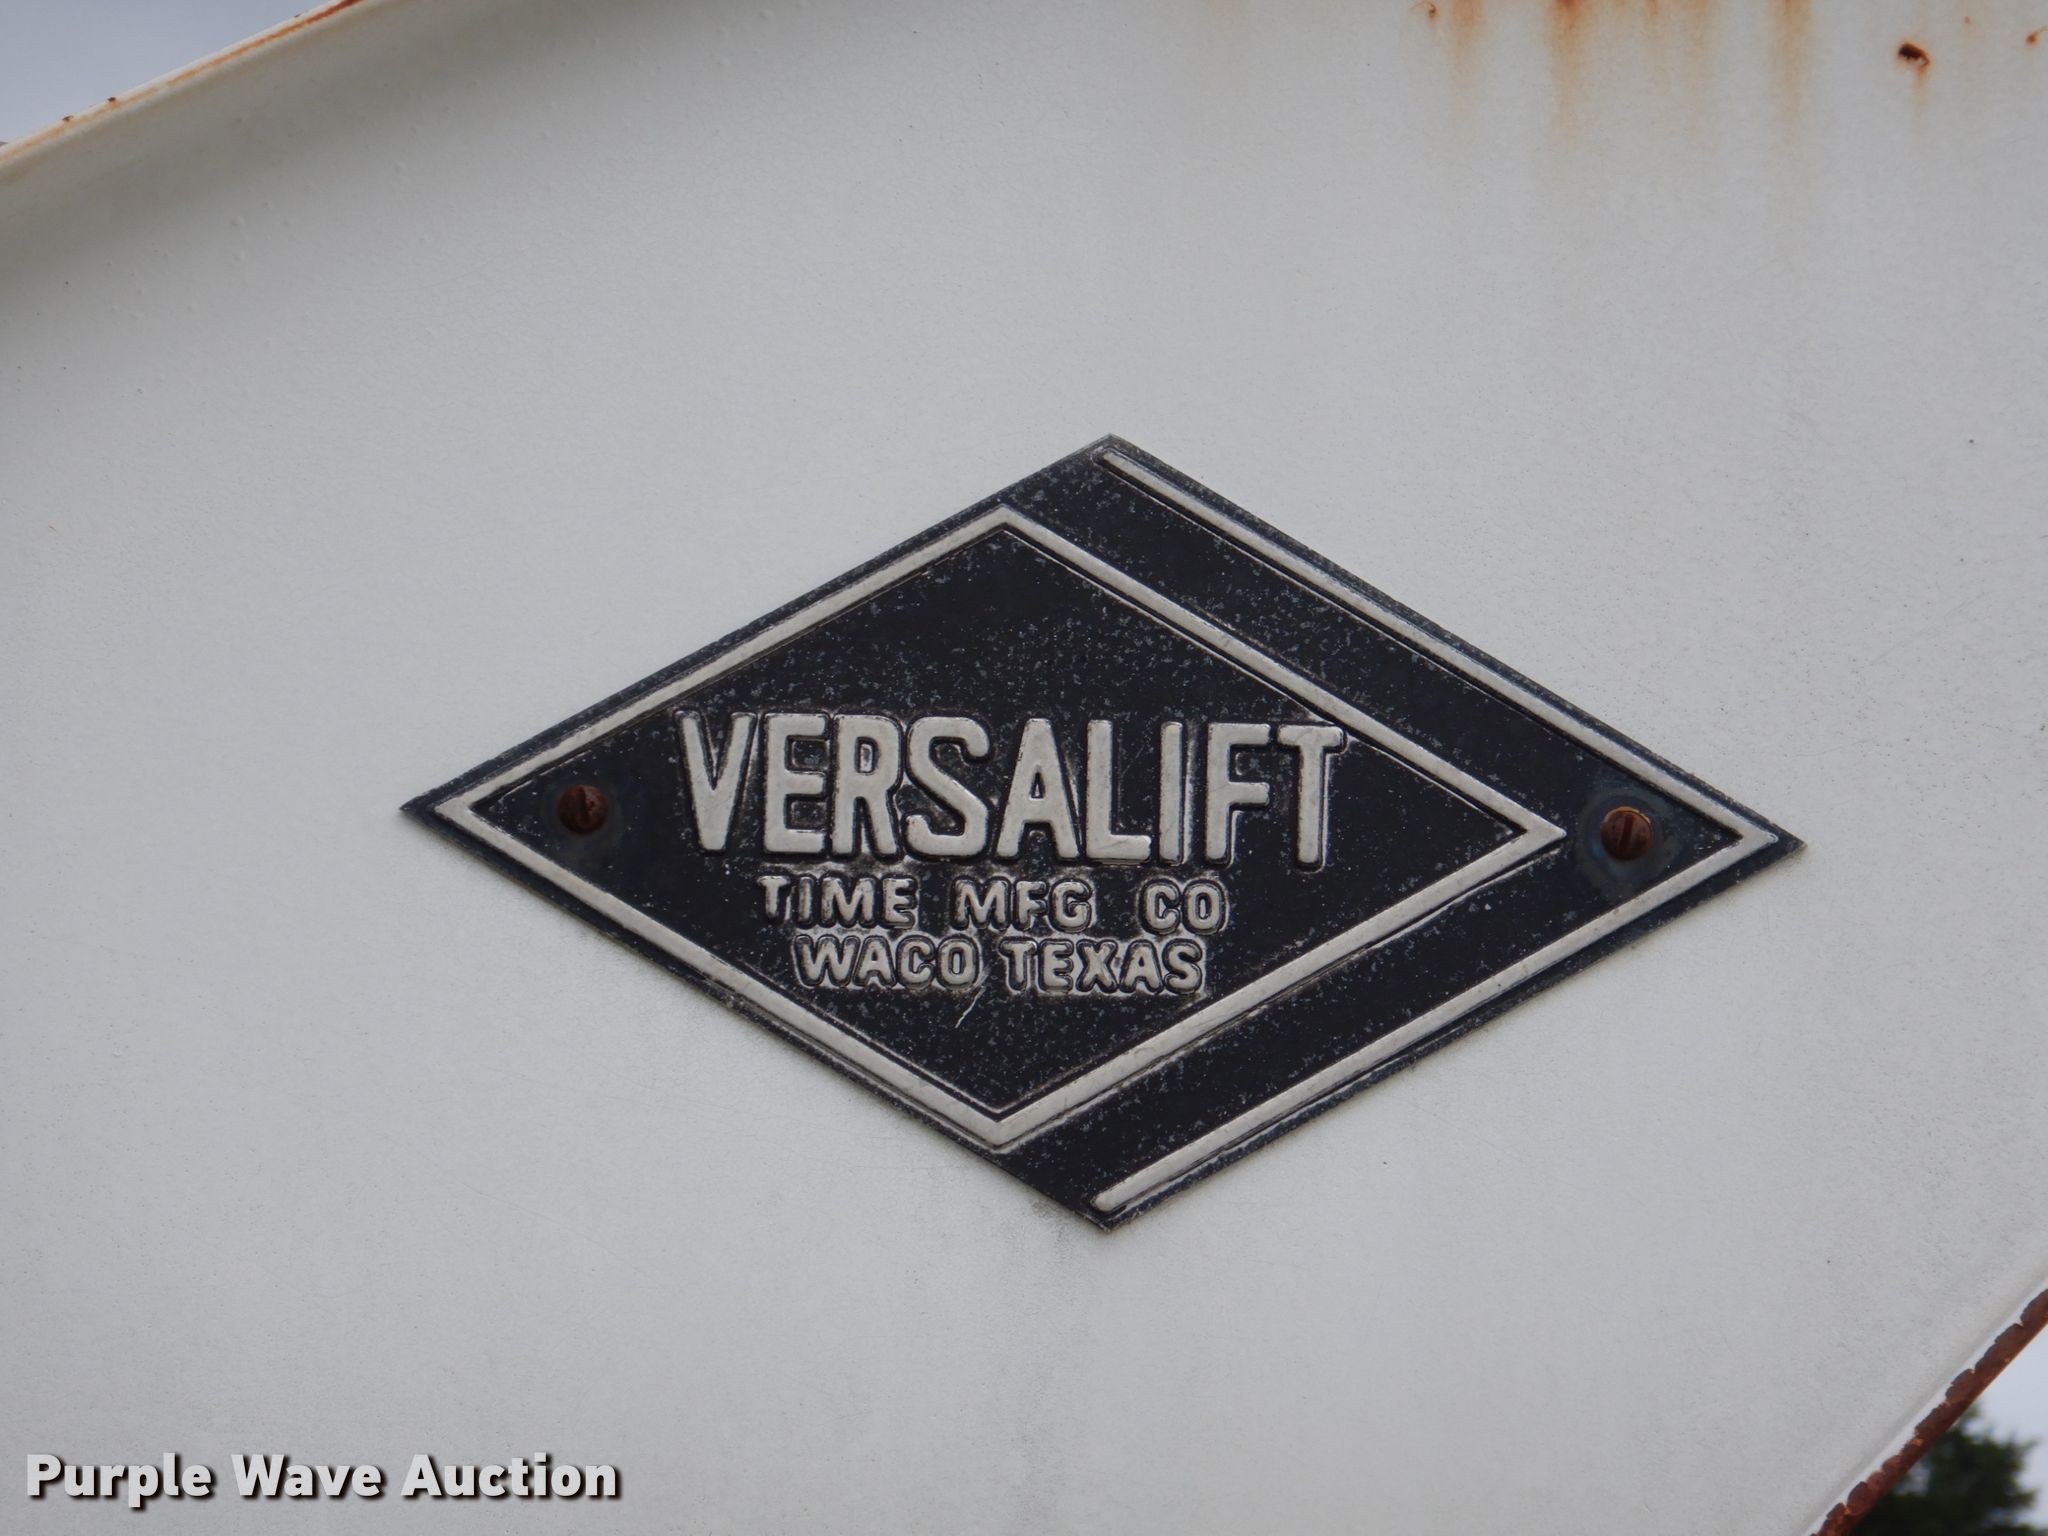 VERSALIFT
TIME MFG CO
WACO TEXAS
Purple Wave Auction